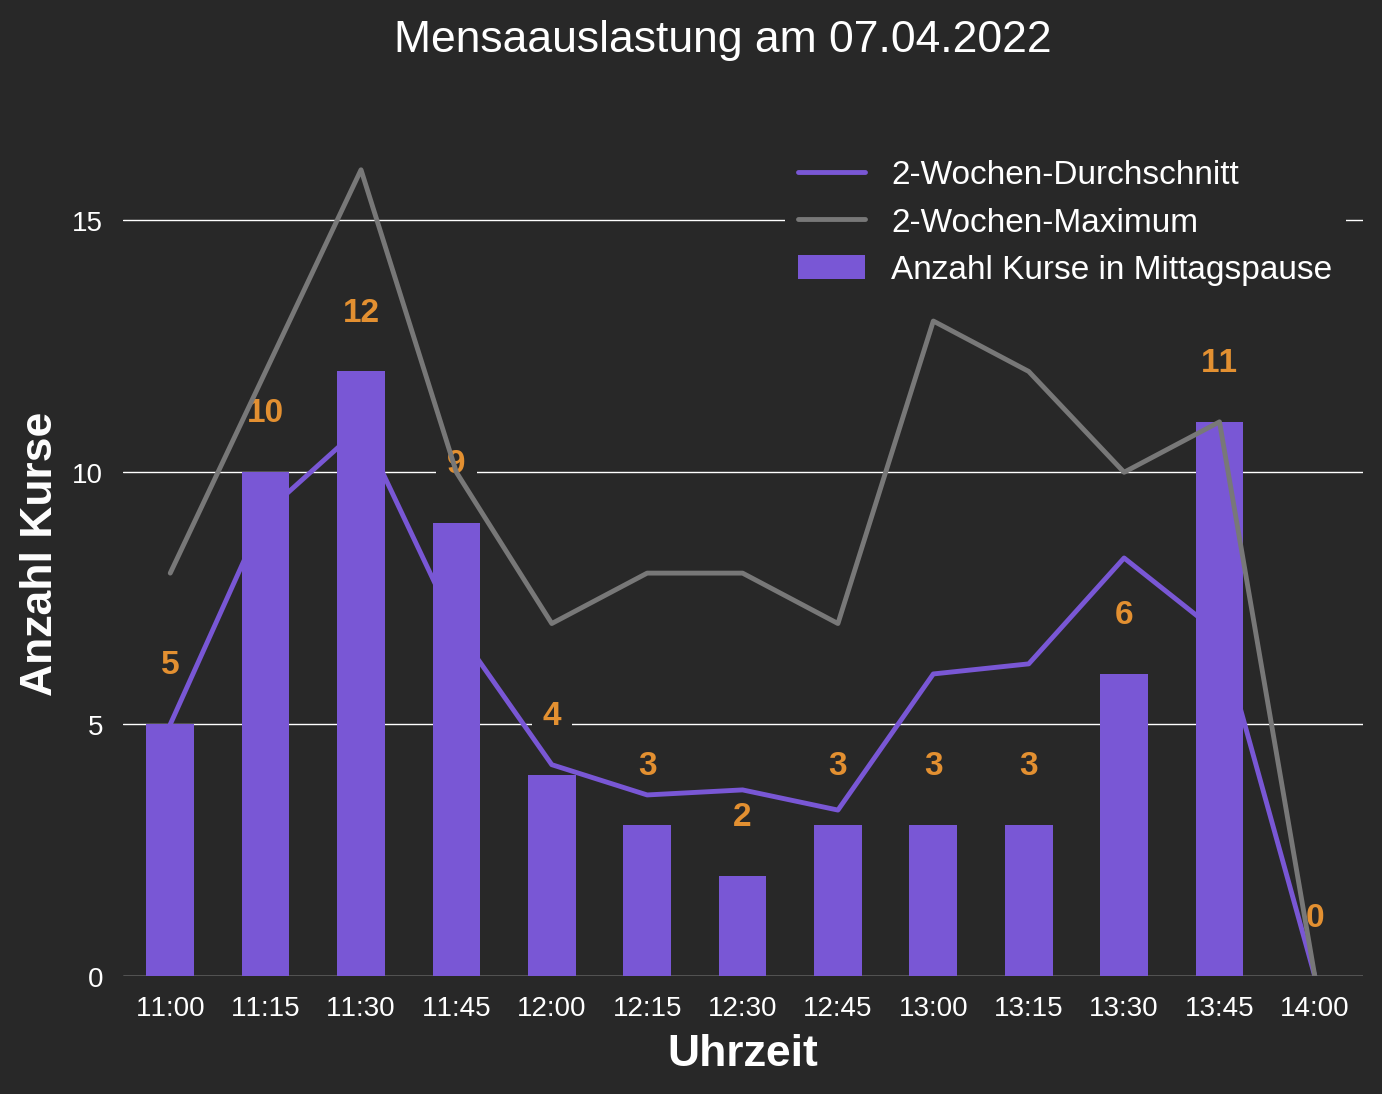 Mensaauslastung am 07.04.2022
2-Wochen-Durchschnitt
2-Wochen-Maximum
Anzahl Kurse in Mittagspause
Anzahl Kurse
15
10
5
0
5
10
12
9
4
3
2
3
3
3
6
11
0
11:00 11:15 11:30 11:45 12:00 12:15 12:30 12:45 13:00 13:15 13:30 13:45 14:00
Uhrzeit